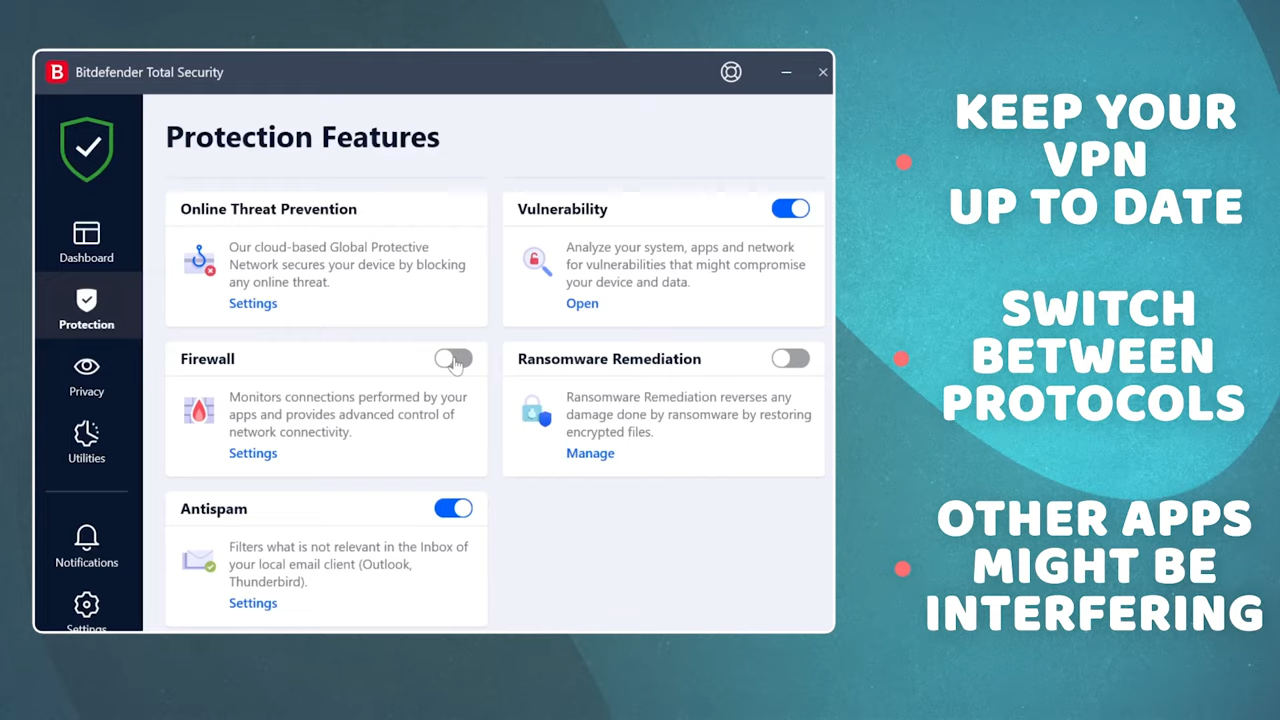 B Bitdefender Total Security
Protection Features
Dashboard
Protection
Privacy
Utilities
Notifications
Settings
Online Threat Prevention
Our cloud-based Global Protective
Network secures your device by blocking
any online threat.
Settings
Vulnerability
Analyze your system, apps and network
for vulnerabilities that might compromise
your device and data.
Open
Firewall
Monitors connections performed by your
apps and provides advanced control of
network connectivity.
Settings
Ransomware Remediation
Ransomware Remediation reverses any
damage done by ransomware by restoring
encrypted files.
Manage
Antispam
Filters what is not relevant in the Inbox of
your local email client (Outlook,
Thunderbird).
Settings
KEEP YOUR
VPN
UP TO DATE
SWITCH
BETWEEN
PROTOCOLS
OTHER APPS
MIGHT BE
INTERFERING